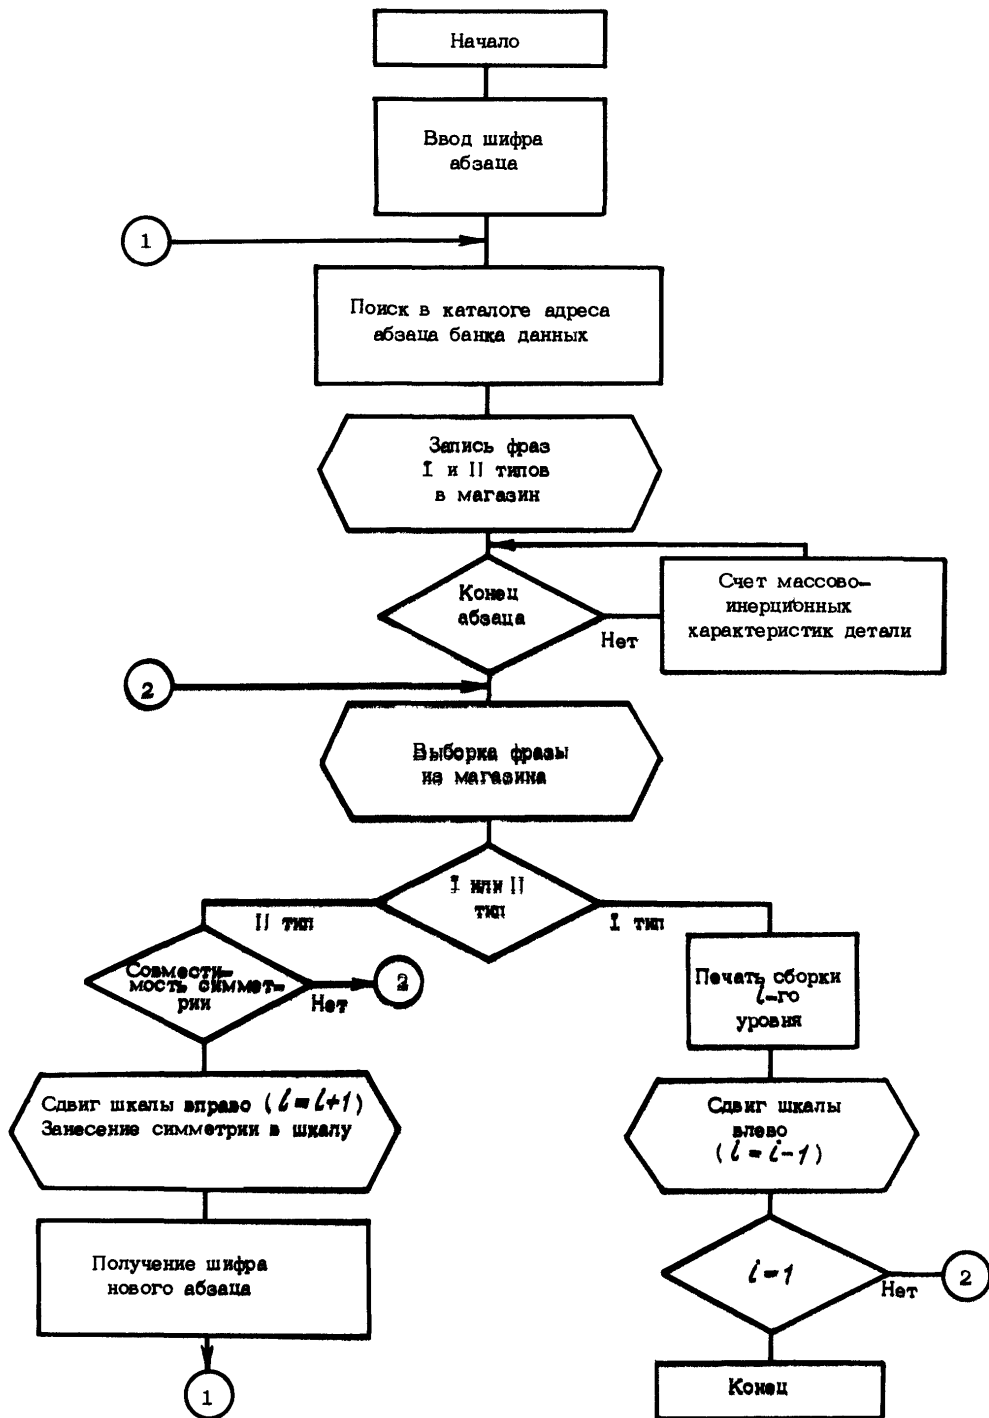 Начало
Ввод шифра
абзаца
1
Поиск в каталоге адреса
абзаца банка данных
Запись фраз
I и II типов
в магазин
Конец
абзаца
Нет
Счет массово-
инерционных
характеристик детали
2
Выборка фразы
из магазина
I или II
тип
II тип
I тип
Совмести-
мость симмет-
рии
Нет
2
Печать сборки
i-го
уровня
Сдвиг шкалы вправо (i=i+1)
Занесение симметрии в шкалу
Сдвиг шкалы
влево
(i=i-1)
Получение шифра
нового абзаца
i=1
Нет
2
1
Конец